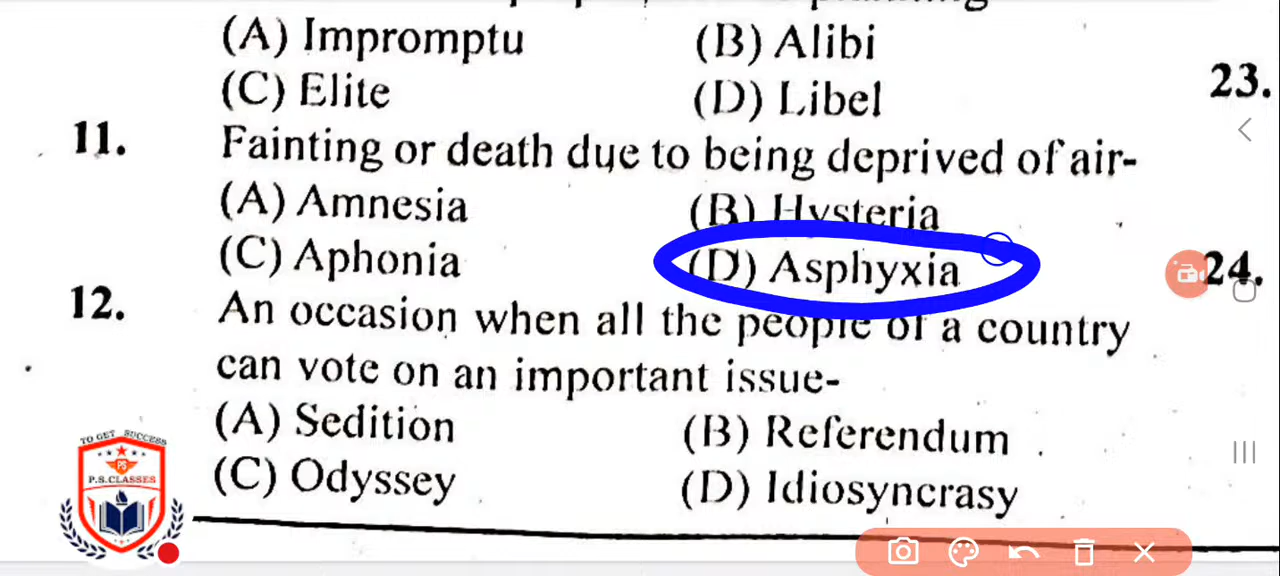 (A) Impromptu (B) Alibi
(C) Elite (D) Libel
23.
11. Fainting or death due to being deprived of air-
(A) Amnesia (B) Hysteria
(C) Aphonia (D) Asphyxia
24.
12. An occasion when all the people of a country
can vote on an important issue-
(A) Sedition (B) Referendum
(C) Odyssey (D) Idiosyncrasy
TO GET SUCCESS
PS
P.S.CLASSES